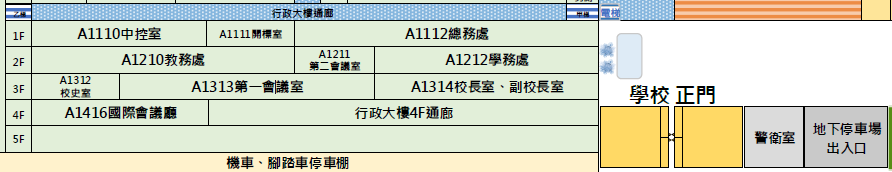 乙梯
行政大樓通廊
甲梯
電梯
1F
A1110中控室
A1111開標室
A1112總務處
2F
A1210教務處
A1211
第二會議室
A1212學務處
3F
A1312
校史室
A1313第一會議室
A1314校長室、副校長室
4F
A1416國際會議廳
行政大樓4F通廊
5F
機車、腳踏車停車棚
學校 正門
警衛室
地下停車場
出入口